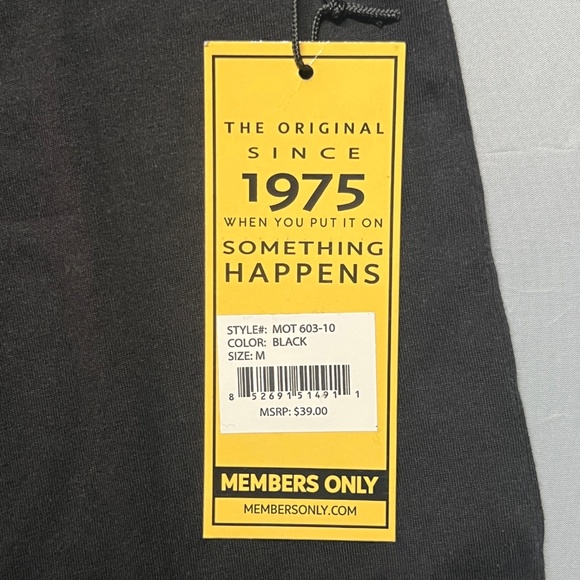 THE ORIGINAL
SINCE
1975
WHEN YOU PUT IT ON
SOMETHING
HAPPENS
STYLE#: MOT 603-10
COLOR: BLACK
SIZE: M
8 52691 51491 1
MSRP: $39.00
MEMBERS ONLY
MEMBERSONLY.COM